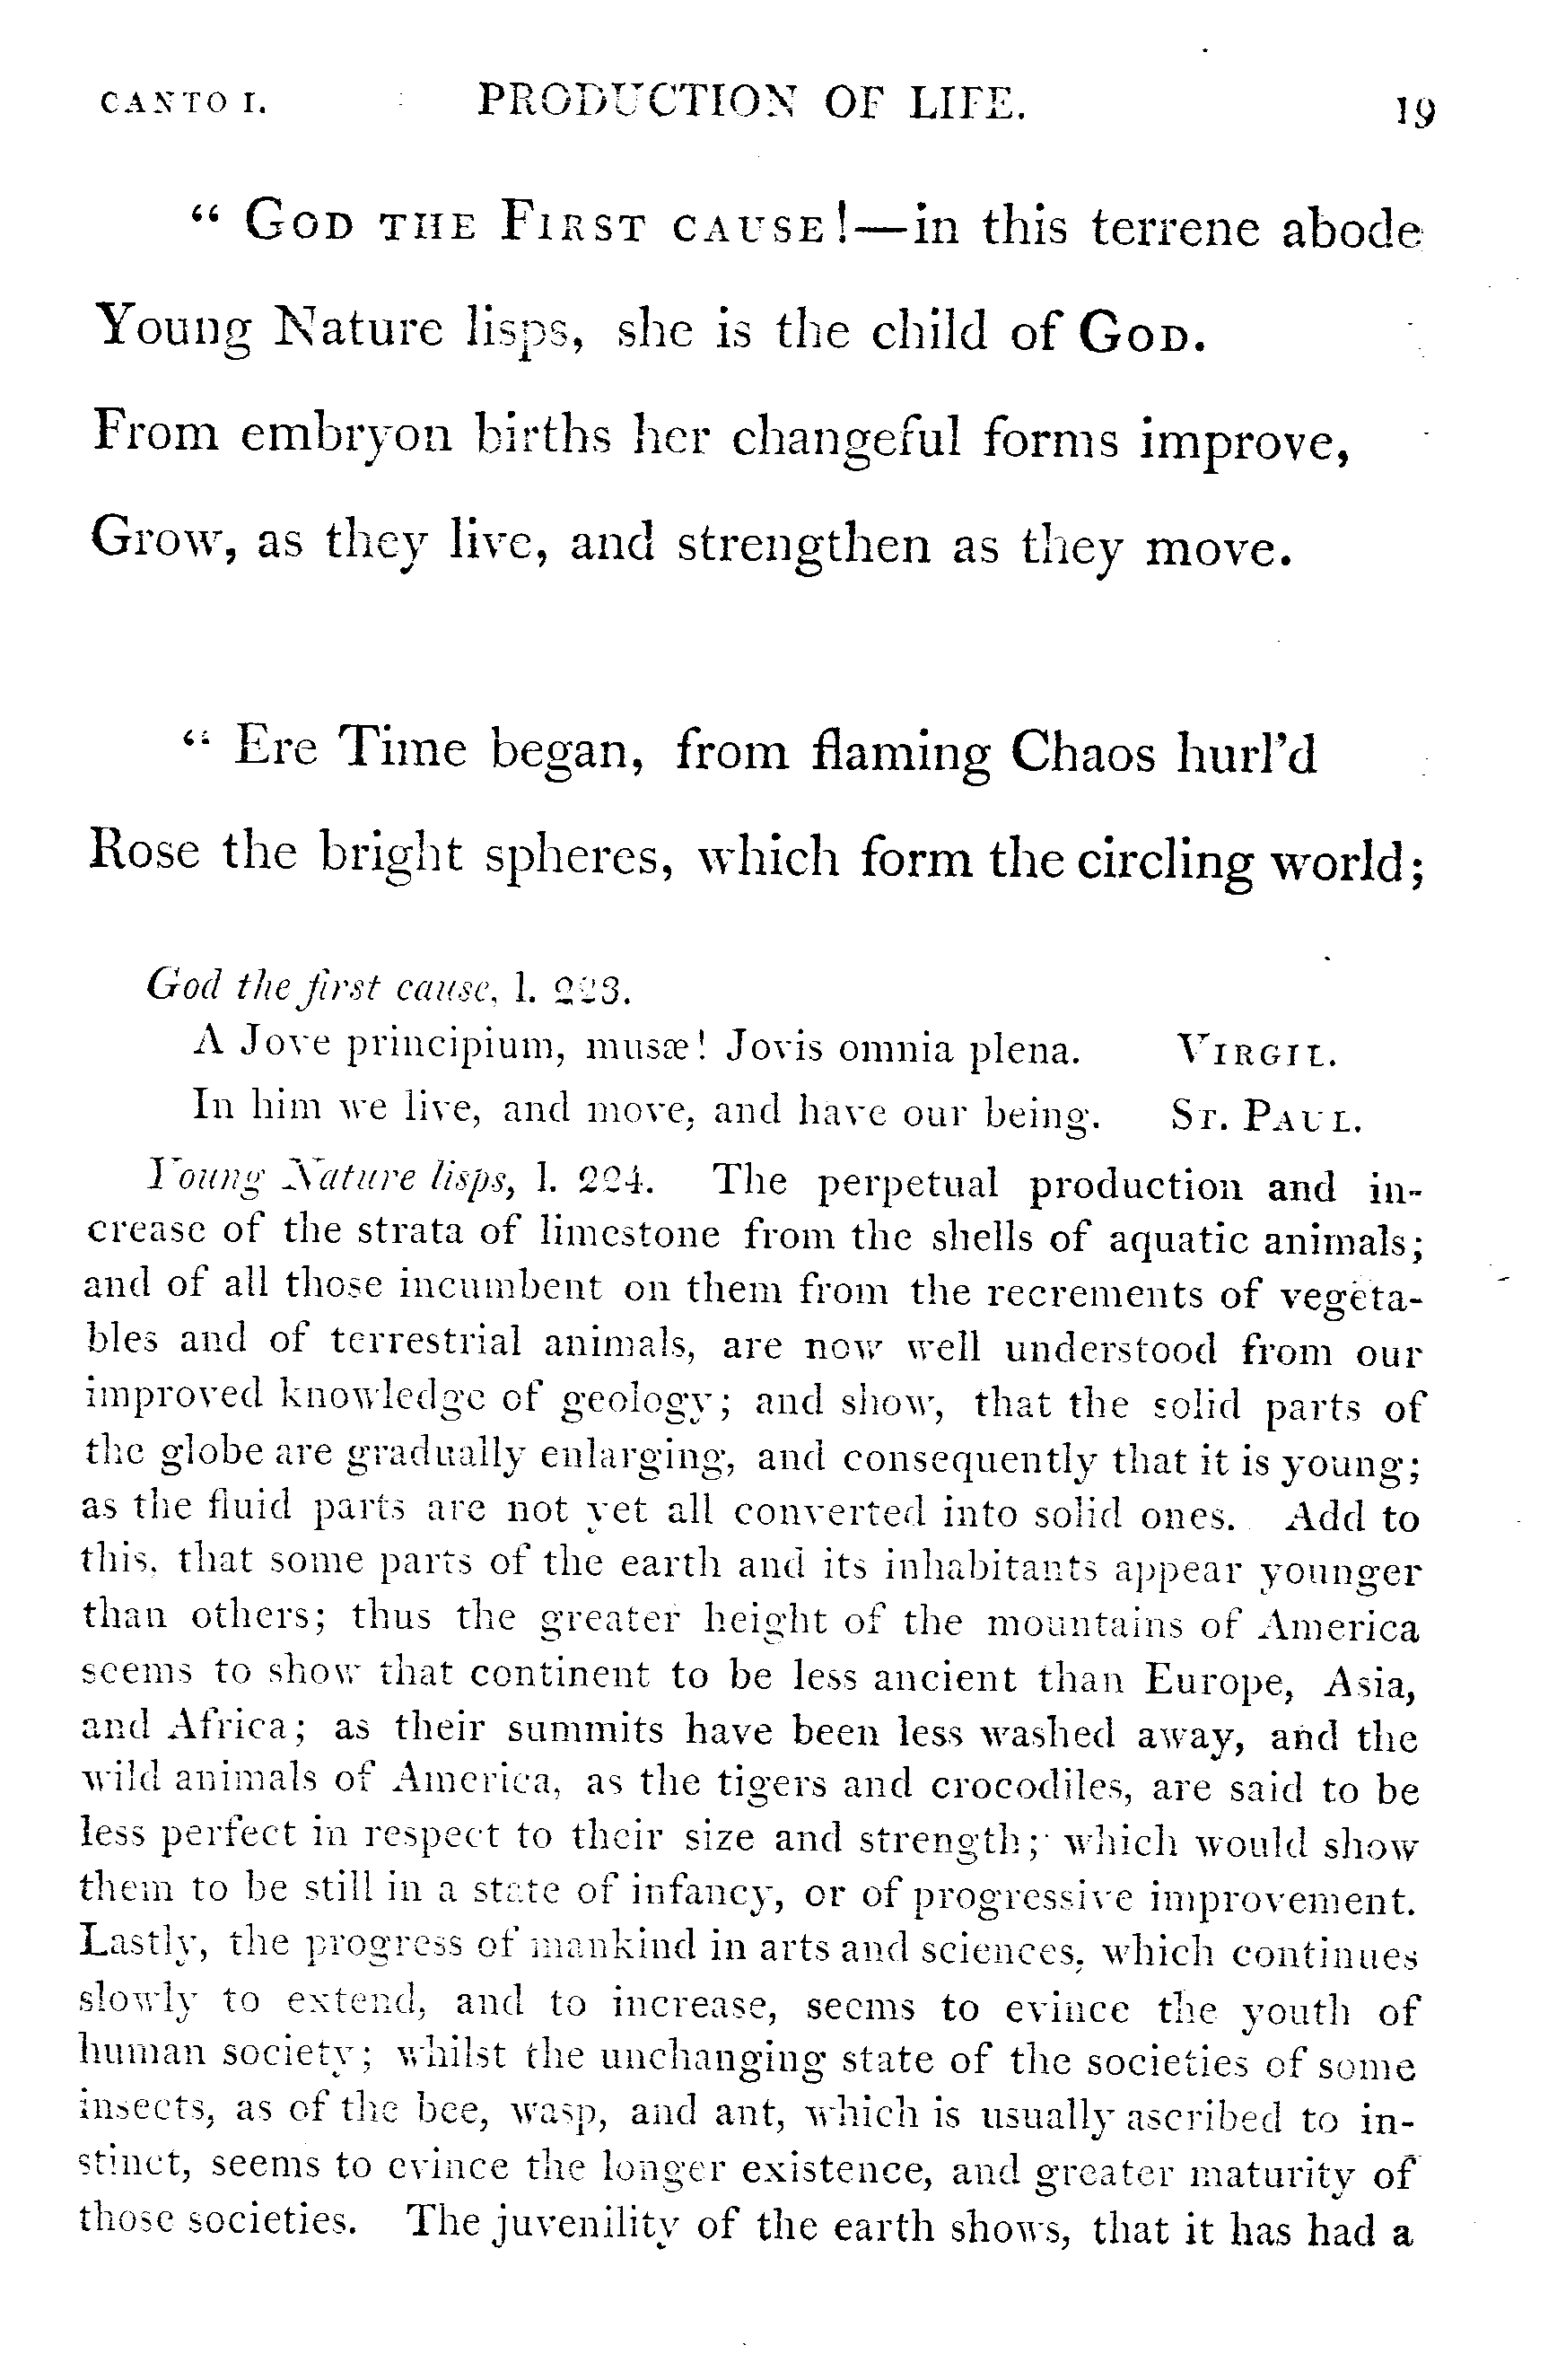 CANTO I. PRODUCTION OF LIFE. 19
“ GOD THE FIRST CAUSE!—in this terrene abode
Young Nature lisps, she is the child of GOD.
From embryon births her changeful forms improve,
Grow, as they live, and strengthen as they move.
“ Ere Time began, from flaming Chaos hurl’d
Rose the bright spheres, which form the circling world;
God the first cause, l. 223.
A Jove principium, musæ! Jovis omnia plena. VIRGIL.
In him we live, and move, and have our being. ST. PAUL.
Young Nature lisps, l. 224. The perpetual production and in-
crease of the strata of limestone from the shells of aquatic animals;
and of all those incumbent on them from the recrements of vegeta-
bles and of terrestrial animals, are now well understood from our
improved knowledge of geology; and show, that the solid parts of
the globe are gradually enlarging, and consequently that it is young;
as the fluid parts are not yet all converted into solid ones. Add to
this, that some parts of the earth and its inhabitants appear younger
than others; thus the greater height of the mountains of America
seems to show that continent to be less ancient than Europe, Asia,
and Africa; as their summits have been less washed away, and the
wild animals of America, as the tigers and crocodiles, are said to be
less perfect in respect to their size and strength; which would show
them to be still in a state of infancy, or of progressive improvement.
Lastly, the progress of mankind in arts and sciences, which continues
slowly to extend, and to increase, seems to evince the youth of
human society; whilst the unchanging state of the societies of some
insects, as of the bee, wasp, and ant, which is usually ascribed to in-
stinct, seems to evince the longer existence, and greater maturity of
those societies. The juvenility of the earth shows, that it has had a